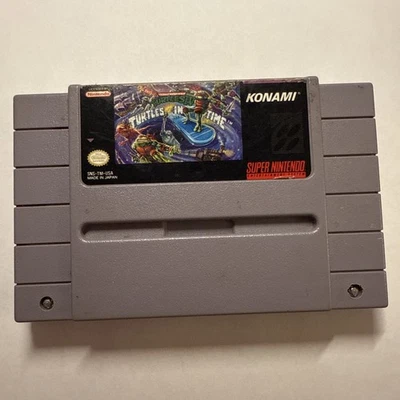 Nintendo
KONAMI
TURTLES IN TIME
SNS-TM-USA
MADE IN JAPAN
SUPER NINTENDO